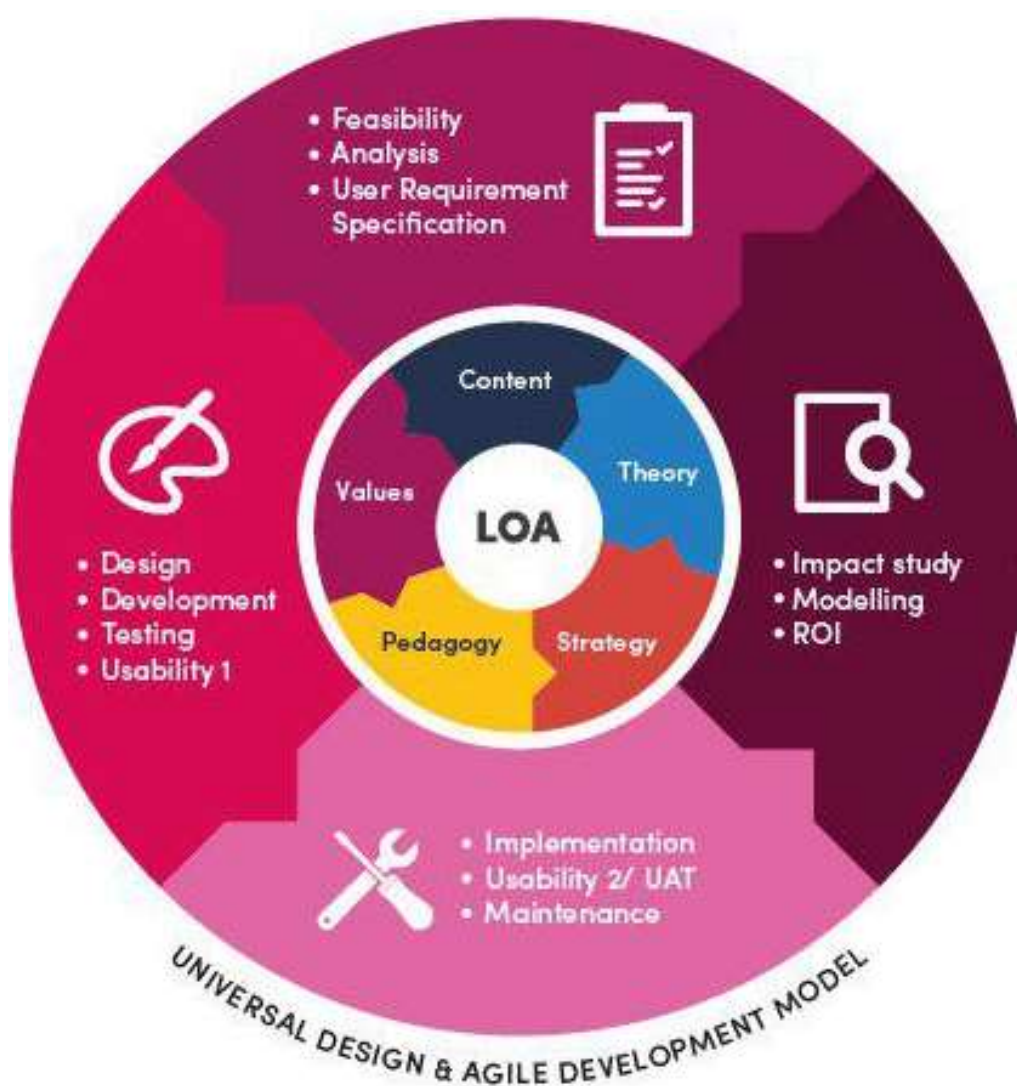 • Feasibility
• Analysis
• User Requirement
Specification
Content
Theory
Values
LOA
Pedagogy
Strategy
• Design
• Development
• Testing
• Usability 1
• Impact study
• Modelling
• ROI
• Implementation
• Usability 2/ UAT
• Maintenance
UNIVERSAL DESIGN & AGILE DEVELOPMENT MODEL